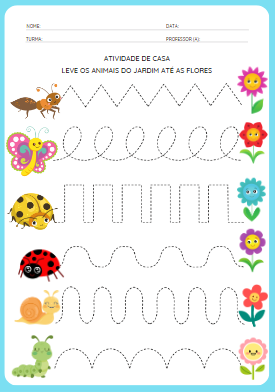 NOME:
DATA:
TURMA:
PROFESSOR (A):
ATIVIDADE DE CASA
LEVE OS ANIMAIS DO JARDIM ATÉ AS FLORES